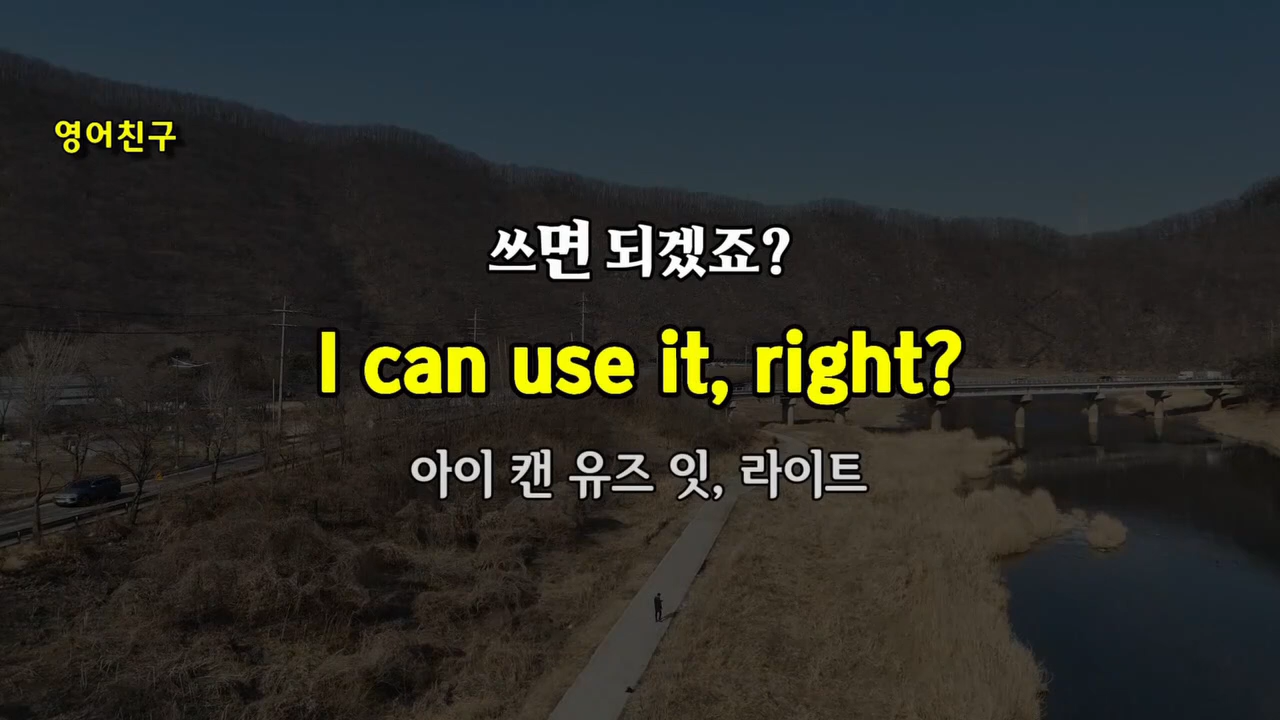 영어친구
쓰면 되겠죠?
I can use it, right?
아이 캔 유즈 잇, 라이트